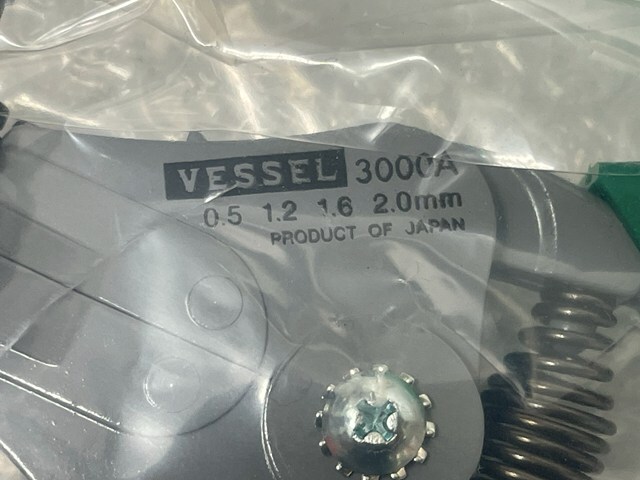 VESSEL 3000A
0.5 1.2 1.6 2.0mm
PRODUCT OF JAPAN